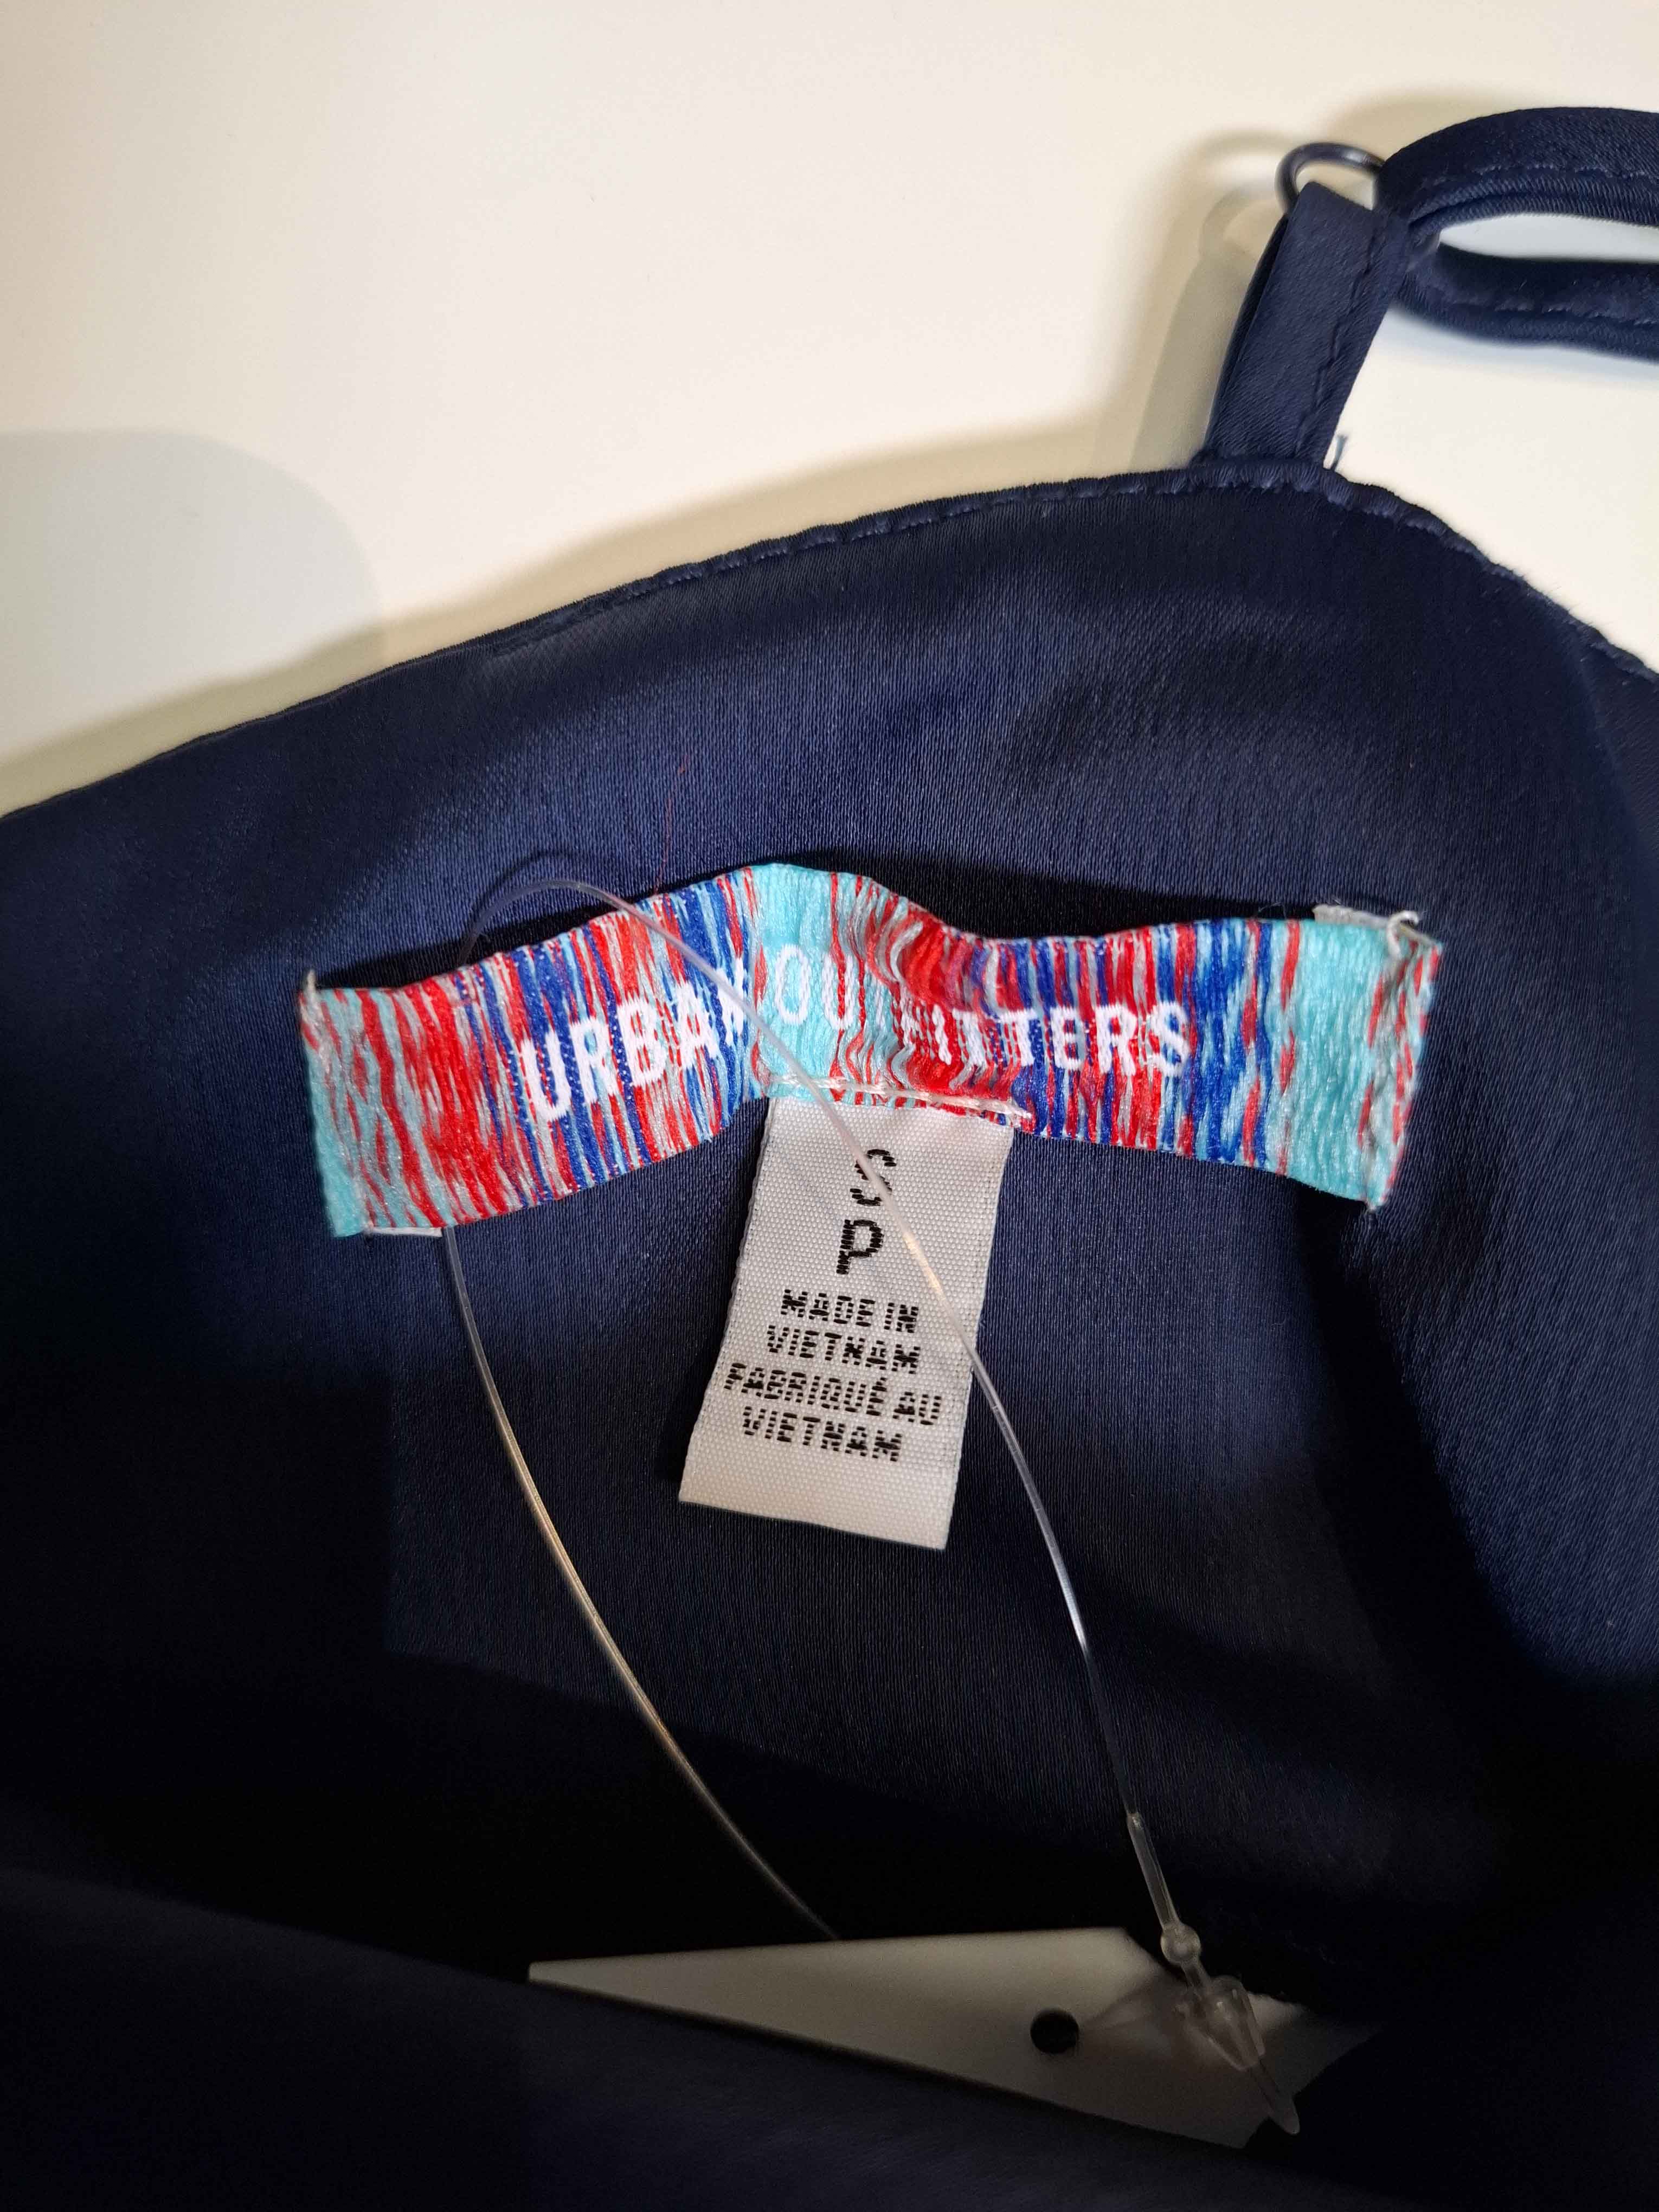 URBAN OUTFITTERS
S
P
MADE IN
VIETNAM
FABRIQUÉ AU
VIETNAM